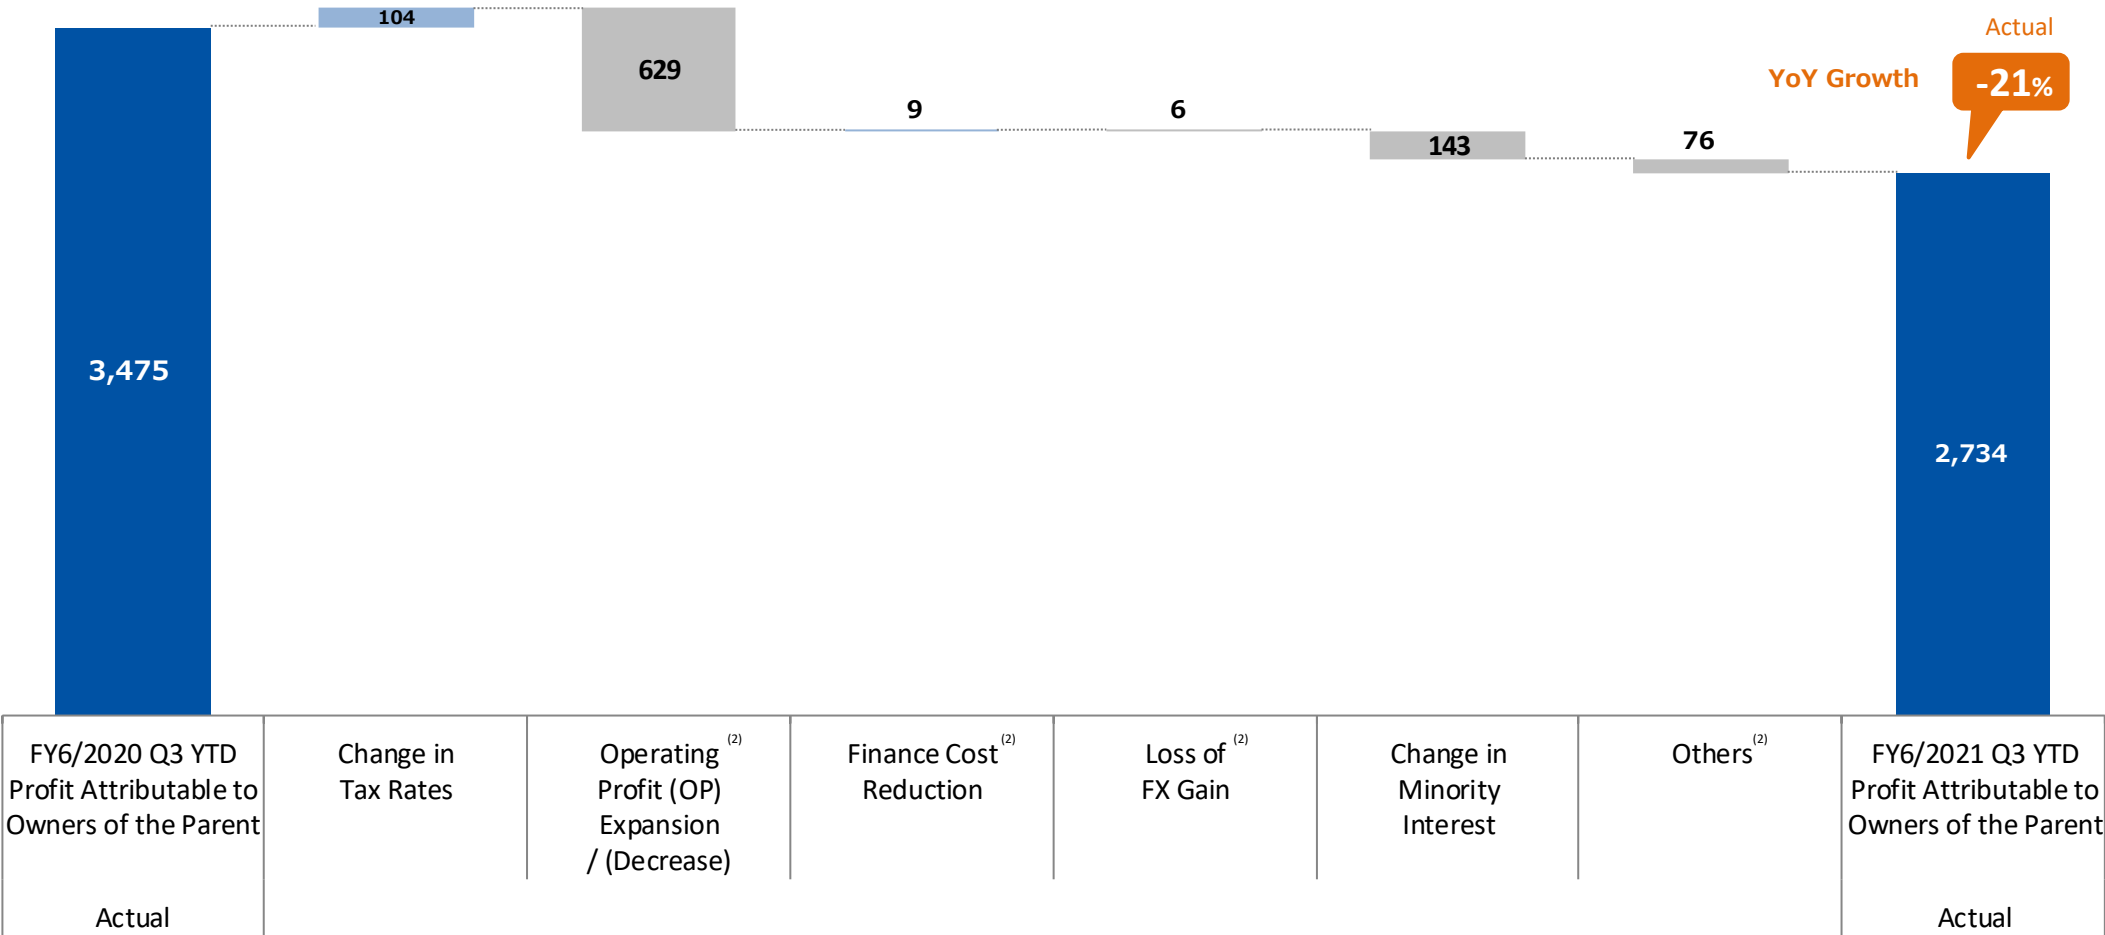 Actual
YoY Growth
-21%
104
629
9
6
143
76
3,475
2,734
FY6/2020 Q3 YTD
Profit Attributable to
Owners of the Parent
Actual
Change in
Tax Rates
Operating (2)
Profit (OP)
Expansion
/ (Decrease)
Finance Cost (2)
Reduction
Loss of (2)
FX Gain
Change in
Minority
Interest
Others (2)
FY6/2021 Q3 YTD
Profit Attributable to
Owners of the Parent
Actual